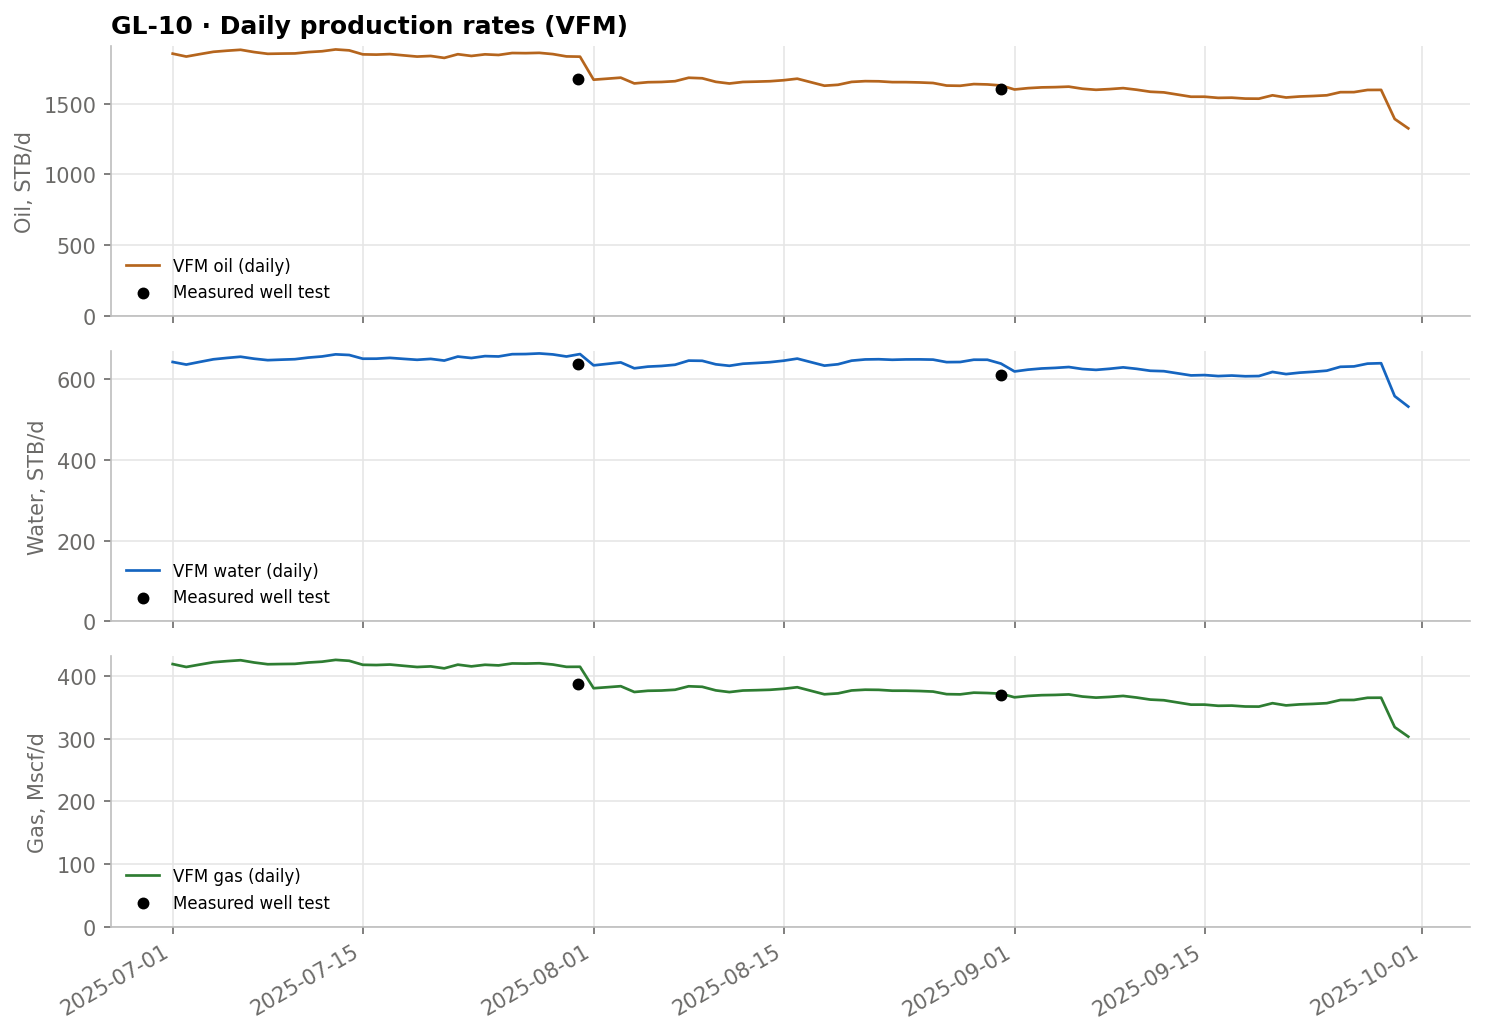 GL-10 · Daily production rates (VFM)
Oil, STB/d
1500
1000
500
0
VFM oil (daily)
Measured well test
Water, STB/d
600
400
200
0
VFM water (daily)
Measured well test
Gas, Mscf/d
400
300
200
100
0
VFM gas (daily)
Measured well test
2025-07-01
2025-07-15
2025-08-01
2025-08-15
2025-09-01
2025-09-15
2025-10-01